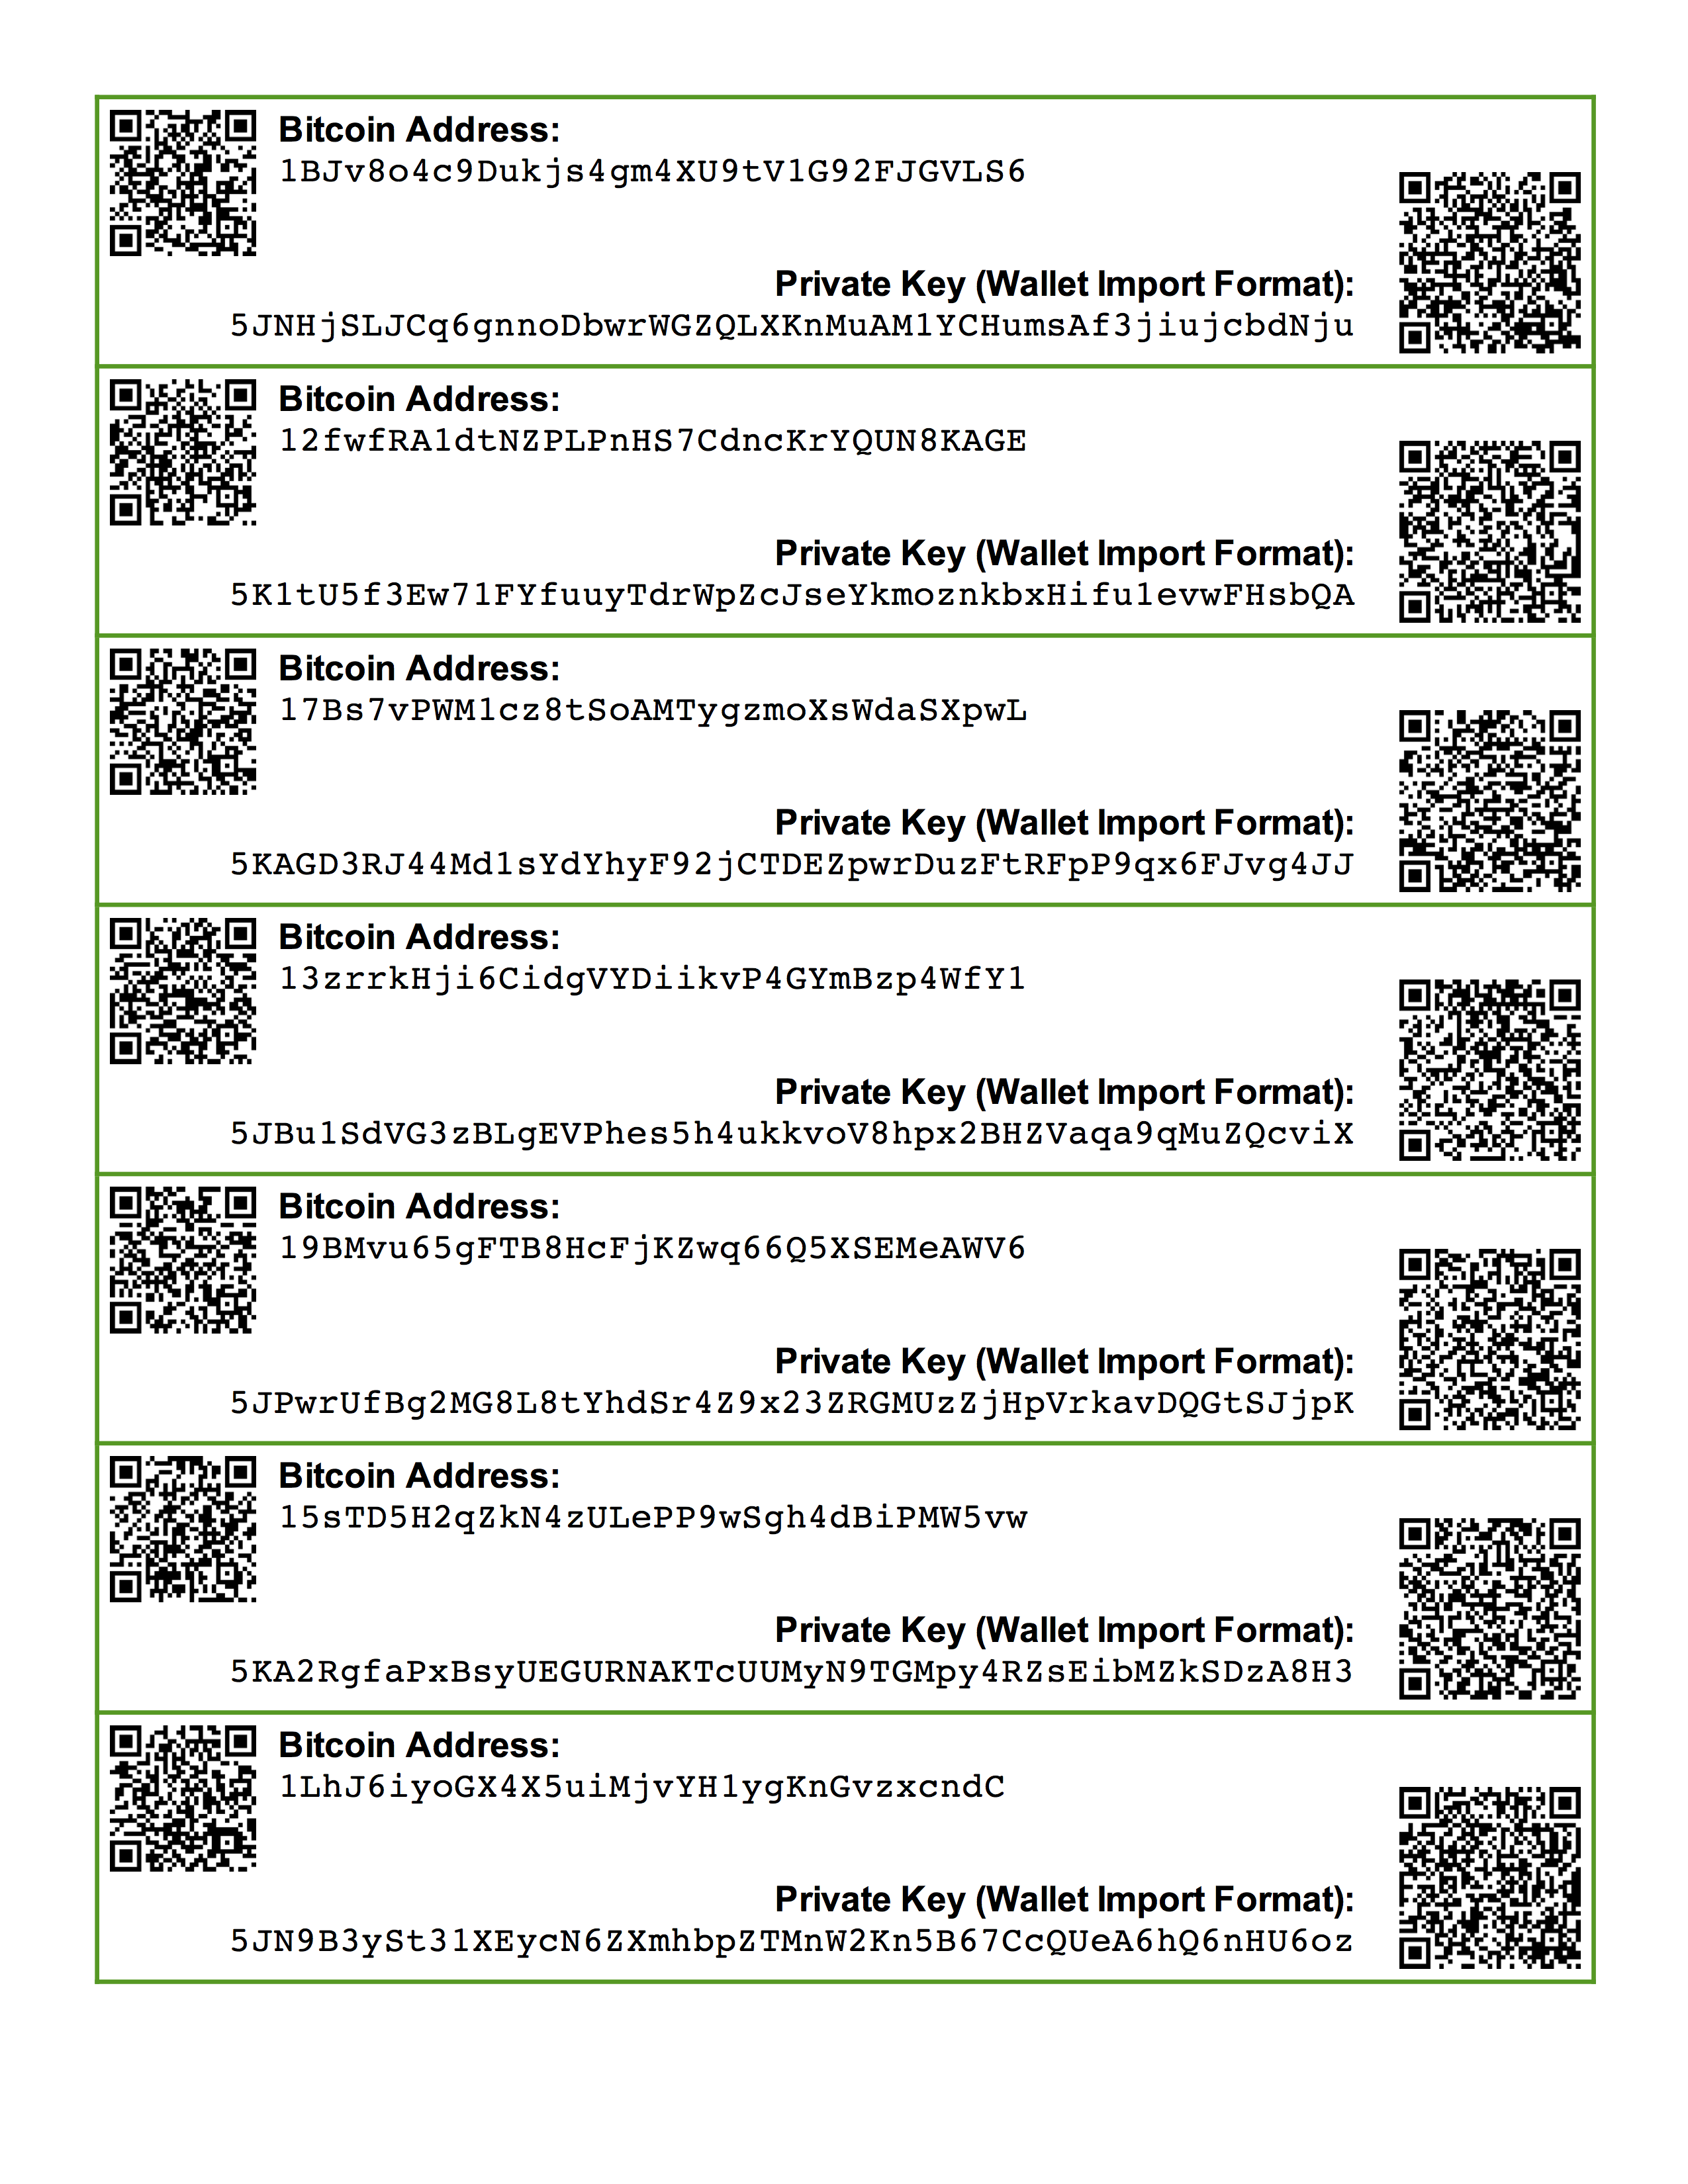 Bitcoin Address:
1BJv8o4c9Dukjs4gm4XU9tV1G92FJGVLS6
Private Key (Wallet Import Format):
5JNHjSLJCq6gnnoDbwrWGZQLXKnMuAM1YCHumsAf3jiujcbdNju
Bitcoin Address:
12fwfRA1dtNZPLPnHS7CdncKrYQUN8KAGE
Private Key (Wallet Import Format):
5K1tU5f3Ew71FYfuuyTdrWpZcJseYkmoznkbxHifu1evwFHsbQA
Bitcoin Address:
17Bs7vPWM1cz8tSoAMTygzmoXsWdaSXpwL
Private Key (Wallet Import Format):
5KAGD3RJ44Md1sYdYhyF92jCTDEZpwrDuzFtRFpP9qx6FJvg4JJ
Bitcoin Address:
13zrrkHji6CidgVYDiikvP4GYmBzp4WfY1
Private Key (Wallet Import Format):
5JBu1SdVG3zBLgEVPhes5h4ukkvoV8hpx2BHZVaqa9qMuZQcviX
Bitcoin Address:
19BMvu65gFTB8HcFjKZwq66Q5XSEMeAWV6
Private Key (Wallet Import Format):
5JPwrUfBg2MG8L8tYhdSr4Z9x23ZRGMUzZjHpVrkavDQGtSJjpK
Bitcoin Address:
15sTD5H2qZkN4zULePP9wSgh4dBiPMW5vw
Private Key (Wallet Import Format):
5KA2RgfaPxBsyUEGURNAKTcUUMyN9TGMpy4RZsEibMZkSDzA8H3
Bitcoin Address:
1LhJ6iyoGX4X5uiMjvYH1ygKnGvzxcndC
Private Key (Wallet Import Format):
5JN9B3ySt31XEycN6ZXmhbpZTMnW2Kn5B67CcQUeA6hQ6nHU6oz